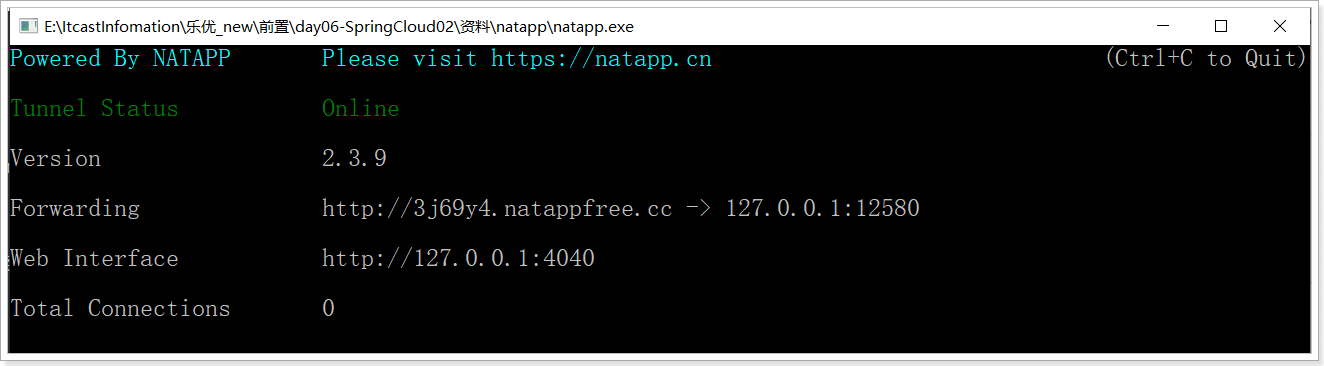 E:\ItcastInfomation\乐优_new\前置\day06-SpringCloud02\资料\natapp\natapp.exe
Powered By NATAPP Please visit https://natapp.cn (Ctrl+C to Quit)
Tunnel Status Online
Version 2.3.9
Forwarding http://3j69y4.natappfree.cc -> 127.0.0.1:12580
Web Interface http://127.0.0.1:4040
Total Connections 0